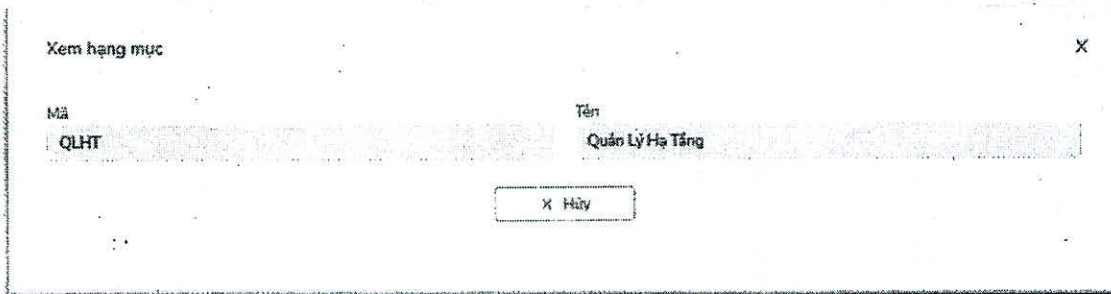 Xem hạng mục X
Mã Tên
QLHT Quản Lý Hạ Tầng
X Hủy